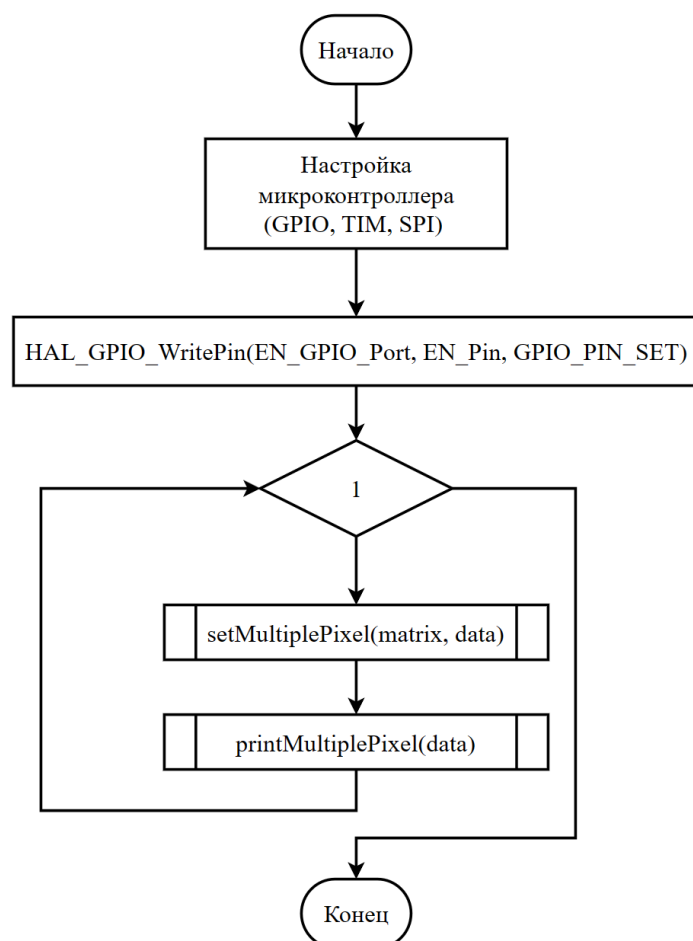 Начало
Настройка
микроконтроллера
(GPIO, TIM, SPI)
HAL_GPIO_WritePin(EN_GPIO_Port, EN_Pin, GPIO_PIN_SET)
1
setMultiplePixel(matrix, data)
printMultiplePixel(data)
Конец